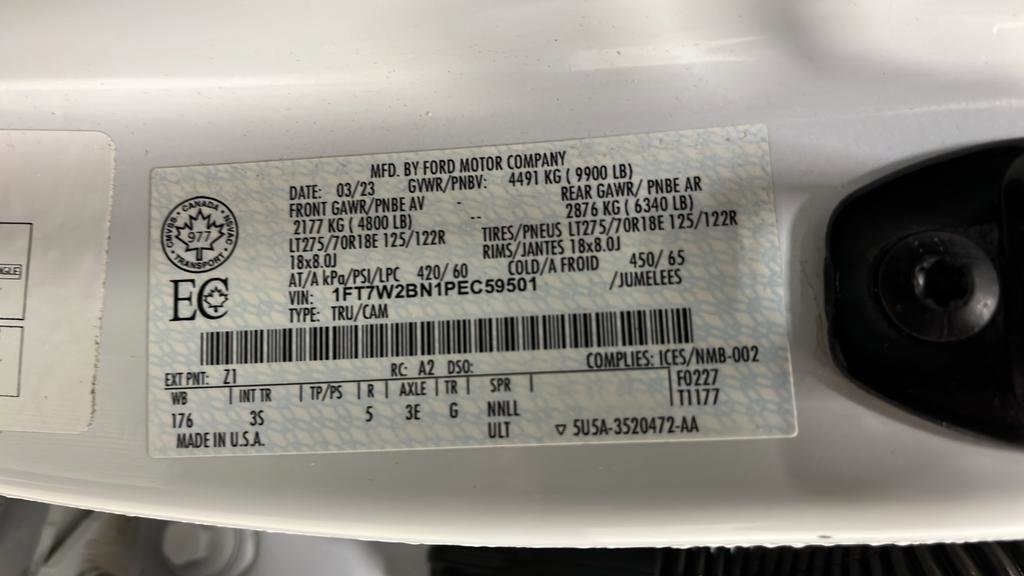 MFD. BY FORD MOTOR COMPANY
DATE: 03/23 GVWR/PNBV: 4491 KG ( 9900 LB)
FRONT GAWR/PNBE AV - REAR GAWR/ PNBE AR
2177 KG ( 4800 LB) -- 2876 KG ( 6340 LB)
LT275/70R18E 125/122R TIRES/PNEUS LT275/70R18E 125/122R
18x8.0J RIMS/JANTES 18x8.0J
AT/A kPa/PSI/LPC 420/ 60 COLD/A FROID 450/ 65
VIN: 1FT7W2BN1PEC59501 /JUMELEES
TYPE: TRU/CAM
CANADA
CMVSS NSVAC
977
TRANSPORT
EC
EXT PNT: Z1 RC: A2 DSO: COMPLIES: ICES/NMB-002
WB | INT TR | TP/PS | R | AXLE | TR | SPR | F0227
176 3S 5 3E G NNLL T1177
ULT ▽ 5U5A-3520472-AA
MADE IN U.S.A.